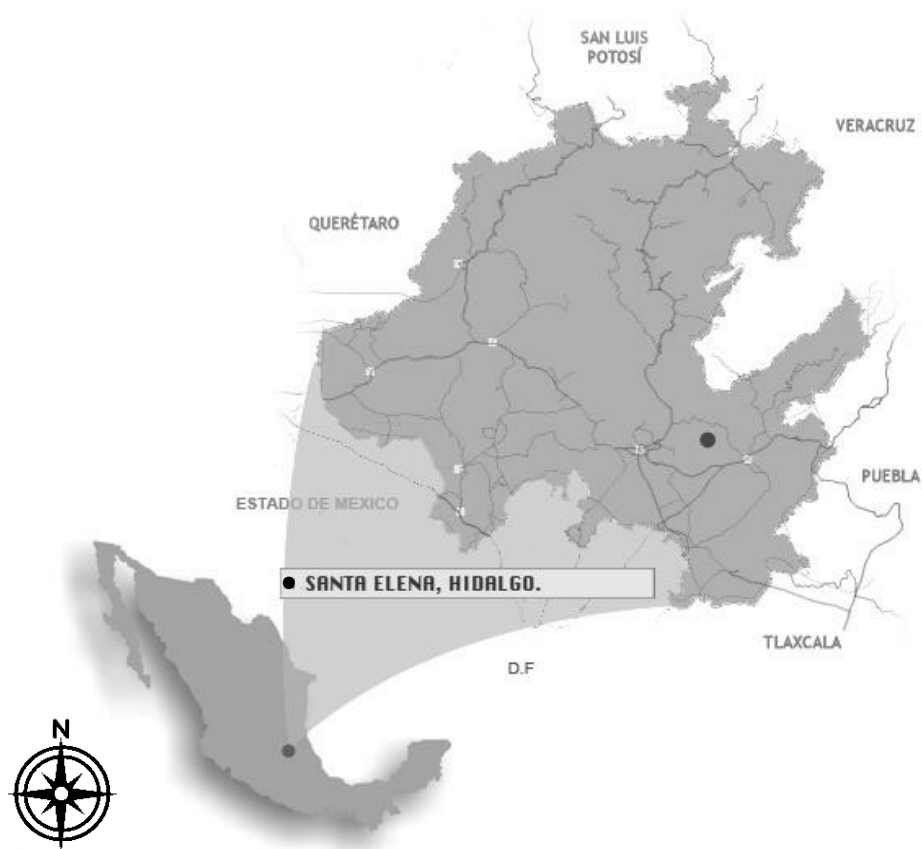 SAN LUIS
POTOSÍ
VERACRUZ
QUERÉTARO
PUEBLA
ESTADO DE MEXICO
SANTA ELENA, HIDALGO.
TLAXCALA
D.F
N